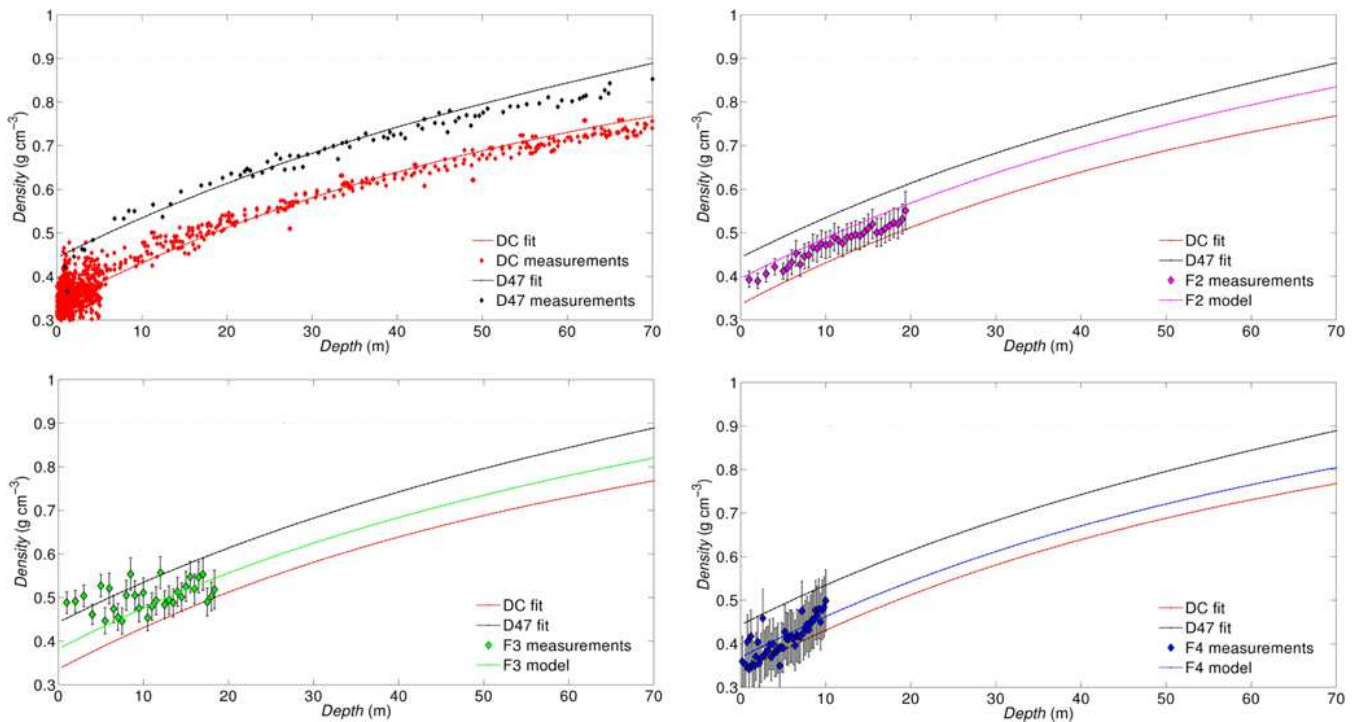 1
0.9
0.8
0.7
0.6
0.5
0.4
0.3
Density (g cm−3)
DC fit
DC measurements
D47 fit
D47 measurements
0 10 20 30 40 50 60 70
Depth (m)
1
0.9
0.8
0.7
0.6
0.5
0.4
0.3
Density (g cm−3)
DC fit
D47 fit
F2 measurements
F2 model
0 10 20 30 40 50 60 70
Depth (m)
1
0.9
0.8
0.7
0.6
0.5
0.4
0.3
Density (g cm−3)
DC fit
D47 fit
F3 measurements
F3 model
0 10 20 30 40 50 60 70
Depth (m)
1
0.9
0.8
0.7
0.6
0.5
0.4
0.3
Density (g cm−3)
DC fit
D47 fit
F4 measurements
F4 model
0 10 20 30 40 50 60 70
Depth (m)